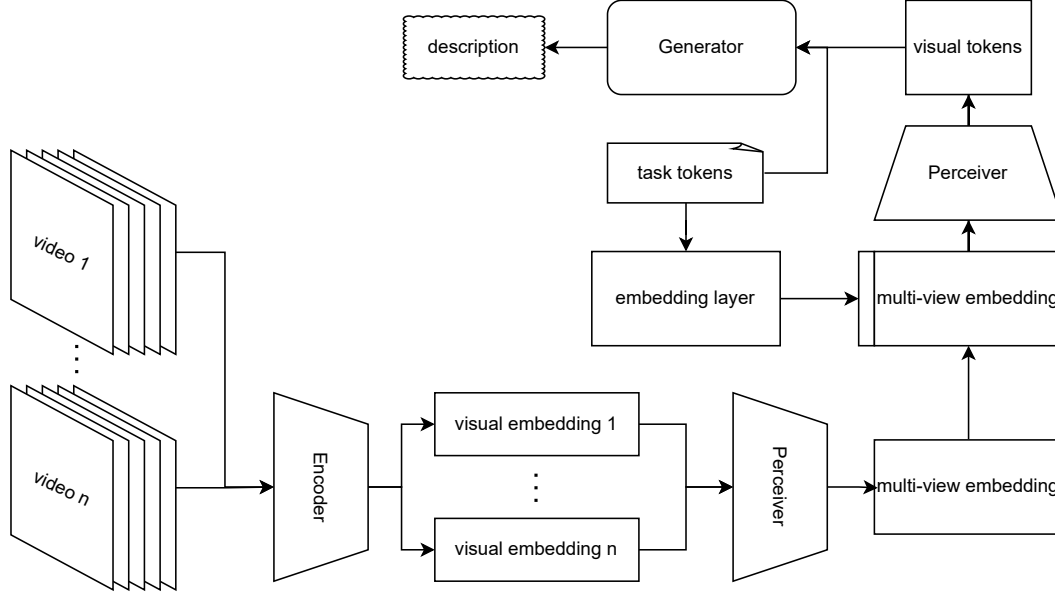 description
Generator
visual tokens
task tokens
Perceiver
video 1
embedding layer
multi-view embedding
video n
Encoder
visual embedding 1
visual embedding n
Perceiver
multi-view embedding